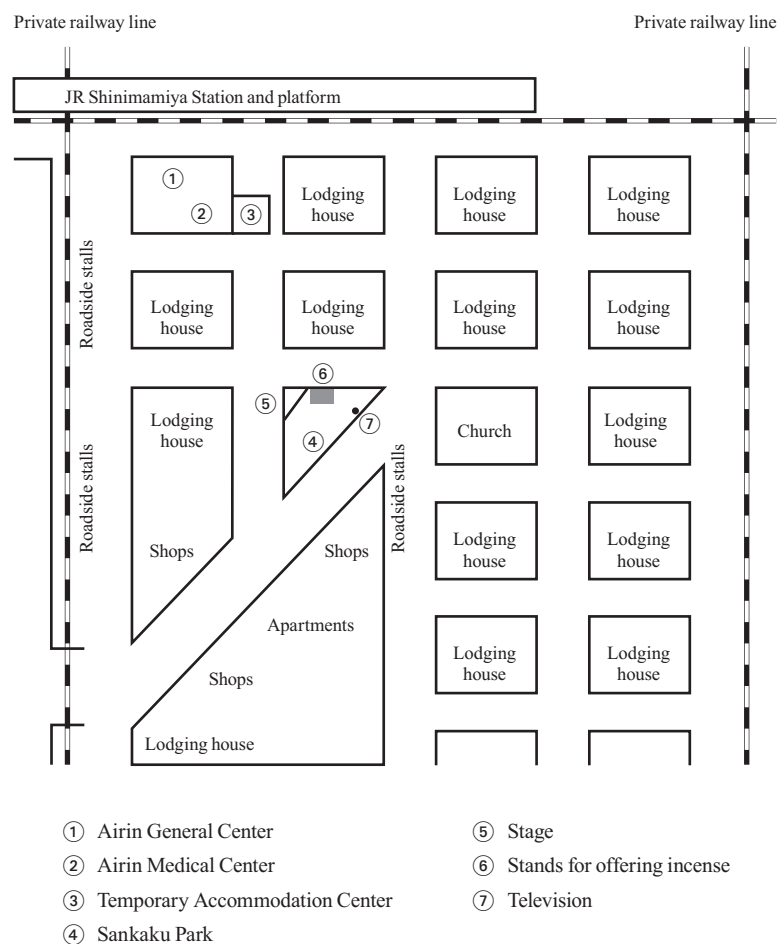 Private railway line
Private railway line
JR Shinimamiya Station and platform
①
②
③
Lodging
house
Lodging
house
Lodging
house
Roadside stalls
Lodging
house
Lodging
house
Lodging
house
Lodging
house
⑥
⑤
④
⑦
Lodging
house
Church
Lodging
house
Roadside stalls
Roadside stalls
Shops
Shops
Lodging
house
Lodging
house
Apartments
Shops
Lodging
house
Lodging
house
Lodging house
① Airin General Center
② Airin Medical Center
③ Temporary Accommodation Center
④ Sankaku Park
⑤ Stage
⑥ Stands for offering incense
⑦ Television